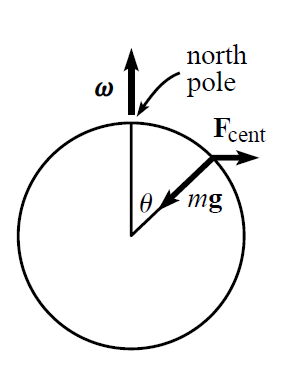 north
pole
ω
F_cent
θ
mg